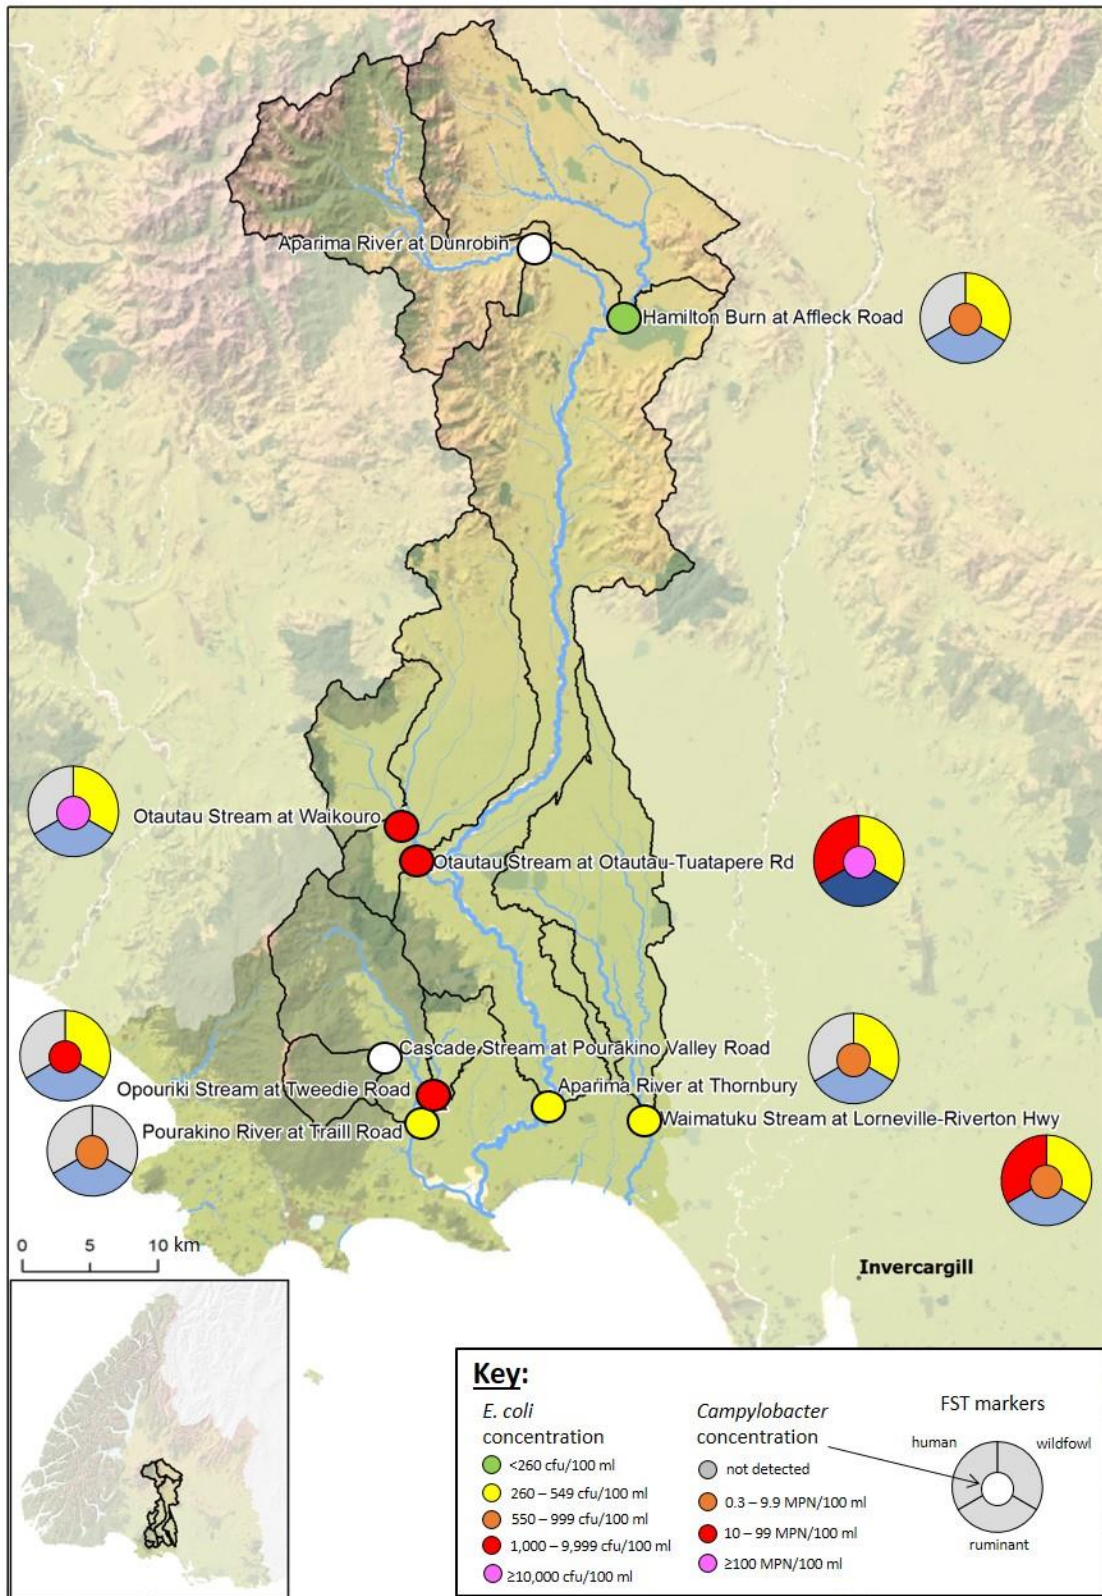 Aparima River at Dunrobin
Hamilton Burn at Affleck Road
Otautau Stream at Waikouro
Otautau Stream at Otautau-Tuatapere Rd
Cascade Stream at Pourakino Valley Road
Opouriki Stream at Tweedie Road
Aparima River at Thornbury
Pourakino River at Traill Road
Waimatuku Stream at Lorneville-Riverton Hwy
0 5 10 km
Invercargill
Key:
E. coli
concentration
<260 cfu/100 ml
260 – 549 cfu/100 ml
550 – 999 cfu/100 ml
1,000 – 9,999 cfu/100 ml
≥10,000 cfu/100 ml
Campylobacter
concentration
not detected
0.3 – 9.9 MPN/100 ml
10 – 99 MPN/100 ml
≥100 MPN/100 ml
FST markers
human
wildfowl
ruminant